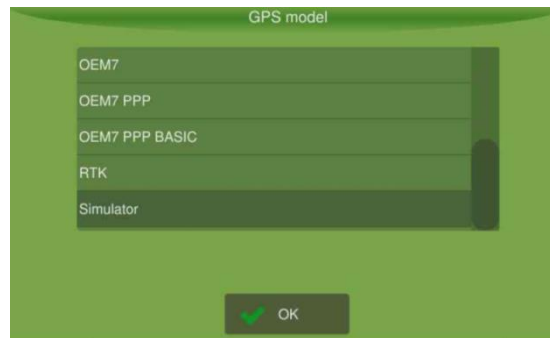 GPS model
OEM7
OEM7 PPP
OEM7 PPP BASIC
RTK
Simulator
OK